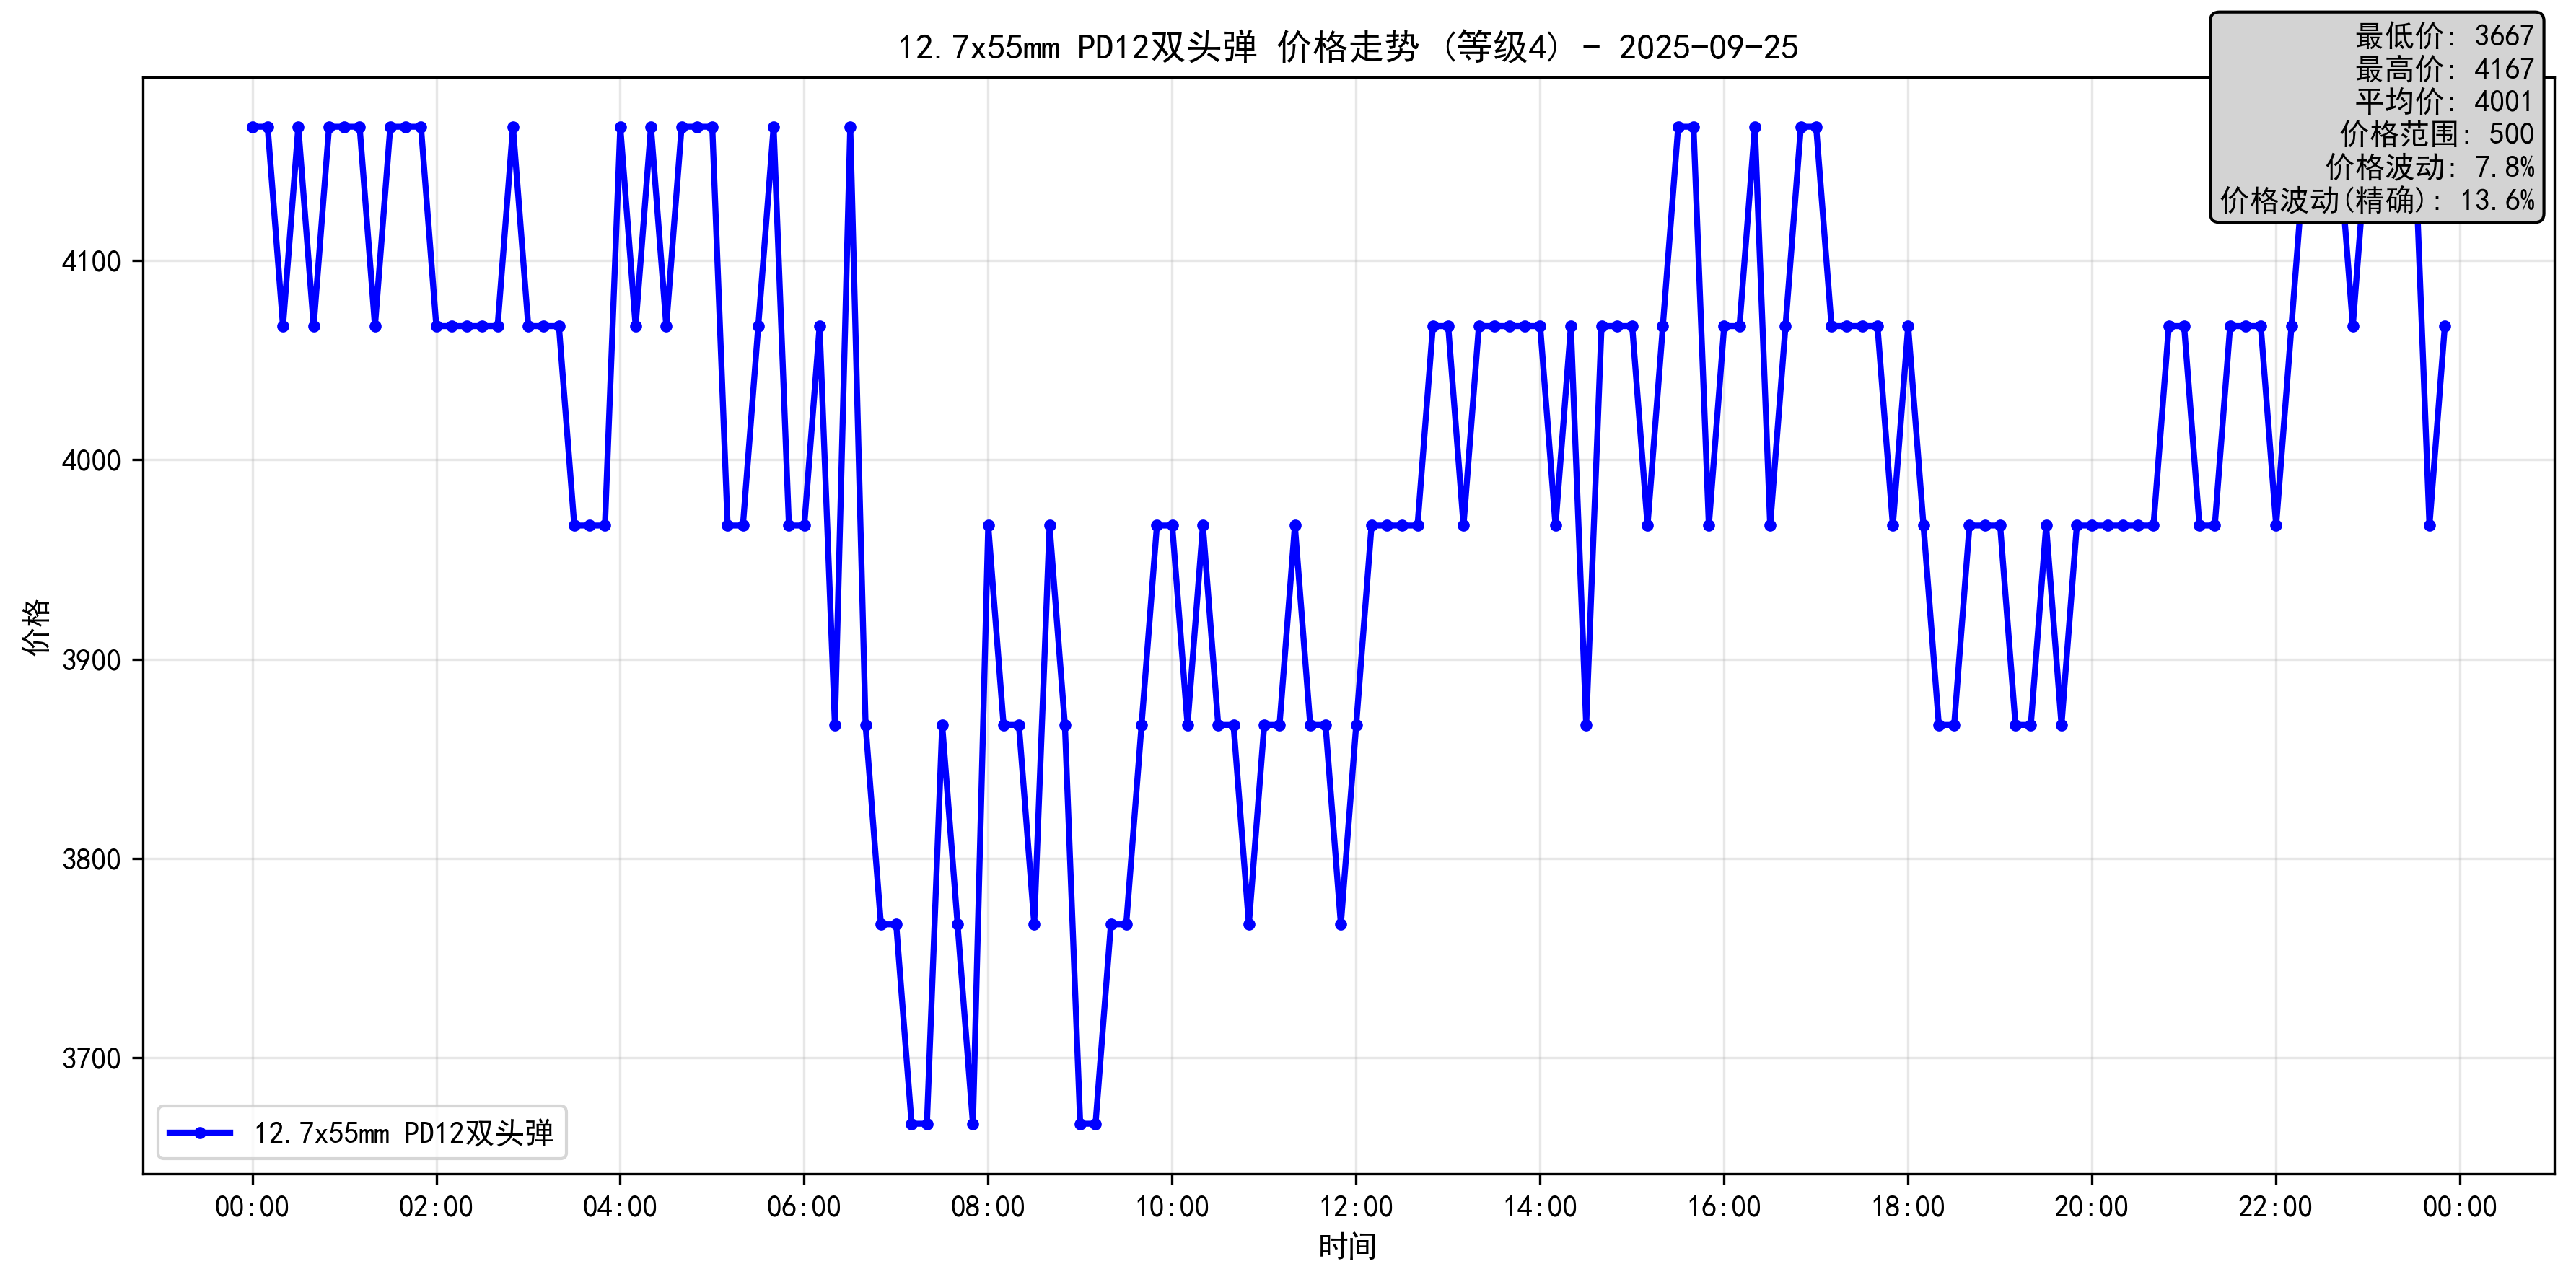 12.7x55mm PD12双头弹 价格走势 (等级4) - 2025-09-25
最低价: 3667
最高价: 4167
平均价: 4001
价格范围: 500
价格波动: 7.8%
价格波动(精确): 13.6%
4100
4000
3900
3800
3700
价格
12.7x55mm PD12双头弹
00:00
02:00
04:00
06:00
08:00
10:00
12:00
14:00
16:00
18:00
20:00
22:00
00:00
时间